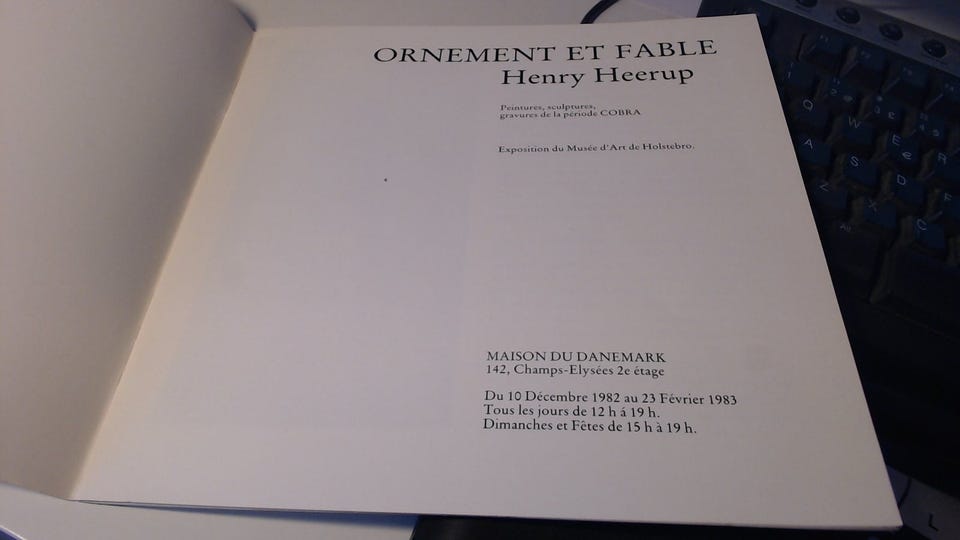 ORNEMENT ET FABLE
Henry Heerup
Peintures, sculptures,
gravures de la période COBRA
Exposition du Musée d'Art de Holstebro.
MAISON DU DANEMARK
142, Champs-Elysées 2e étage
Du 10 Décembre 1982 au 23 Février 1983
Tous les jours de 12 h á 19 h.
Dimanches et Fêtes de 15 h à 19 h.
Q W E R
A S D F
Z X C
Alt
L